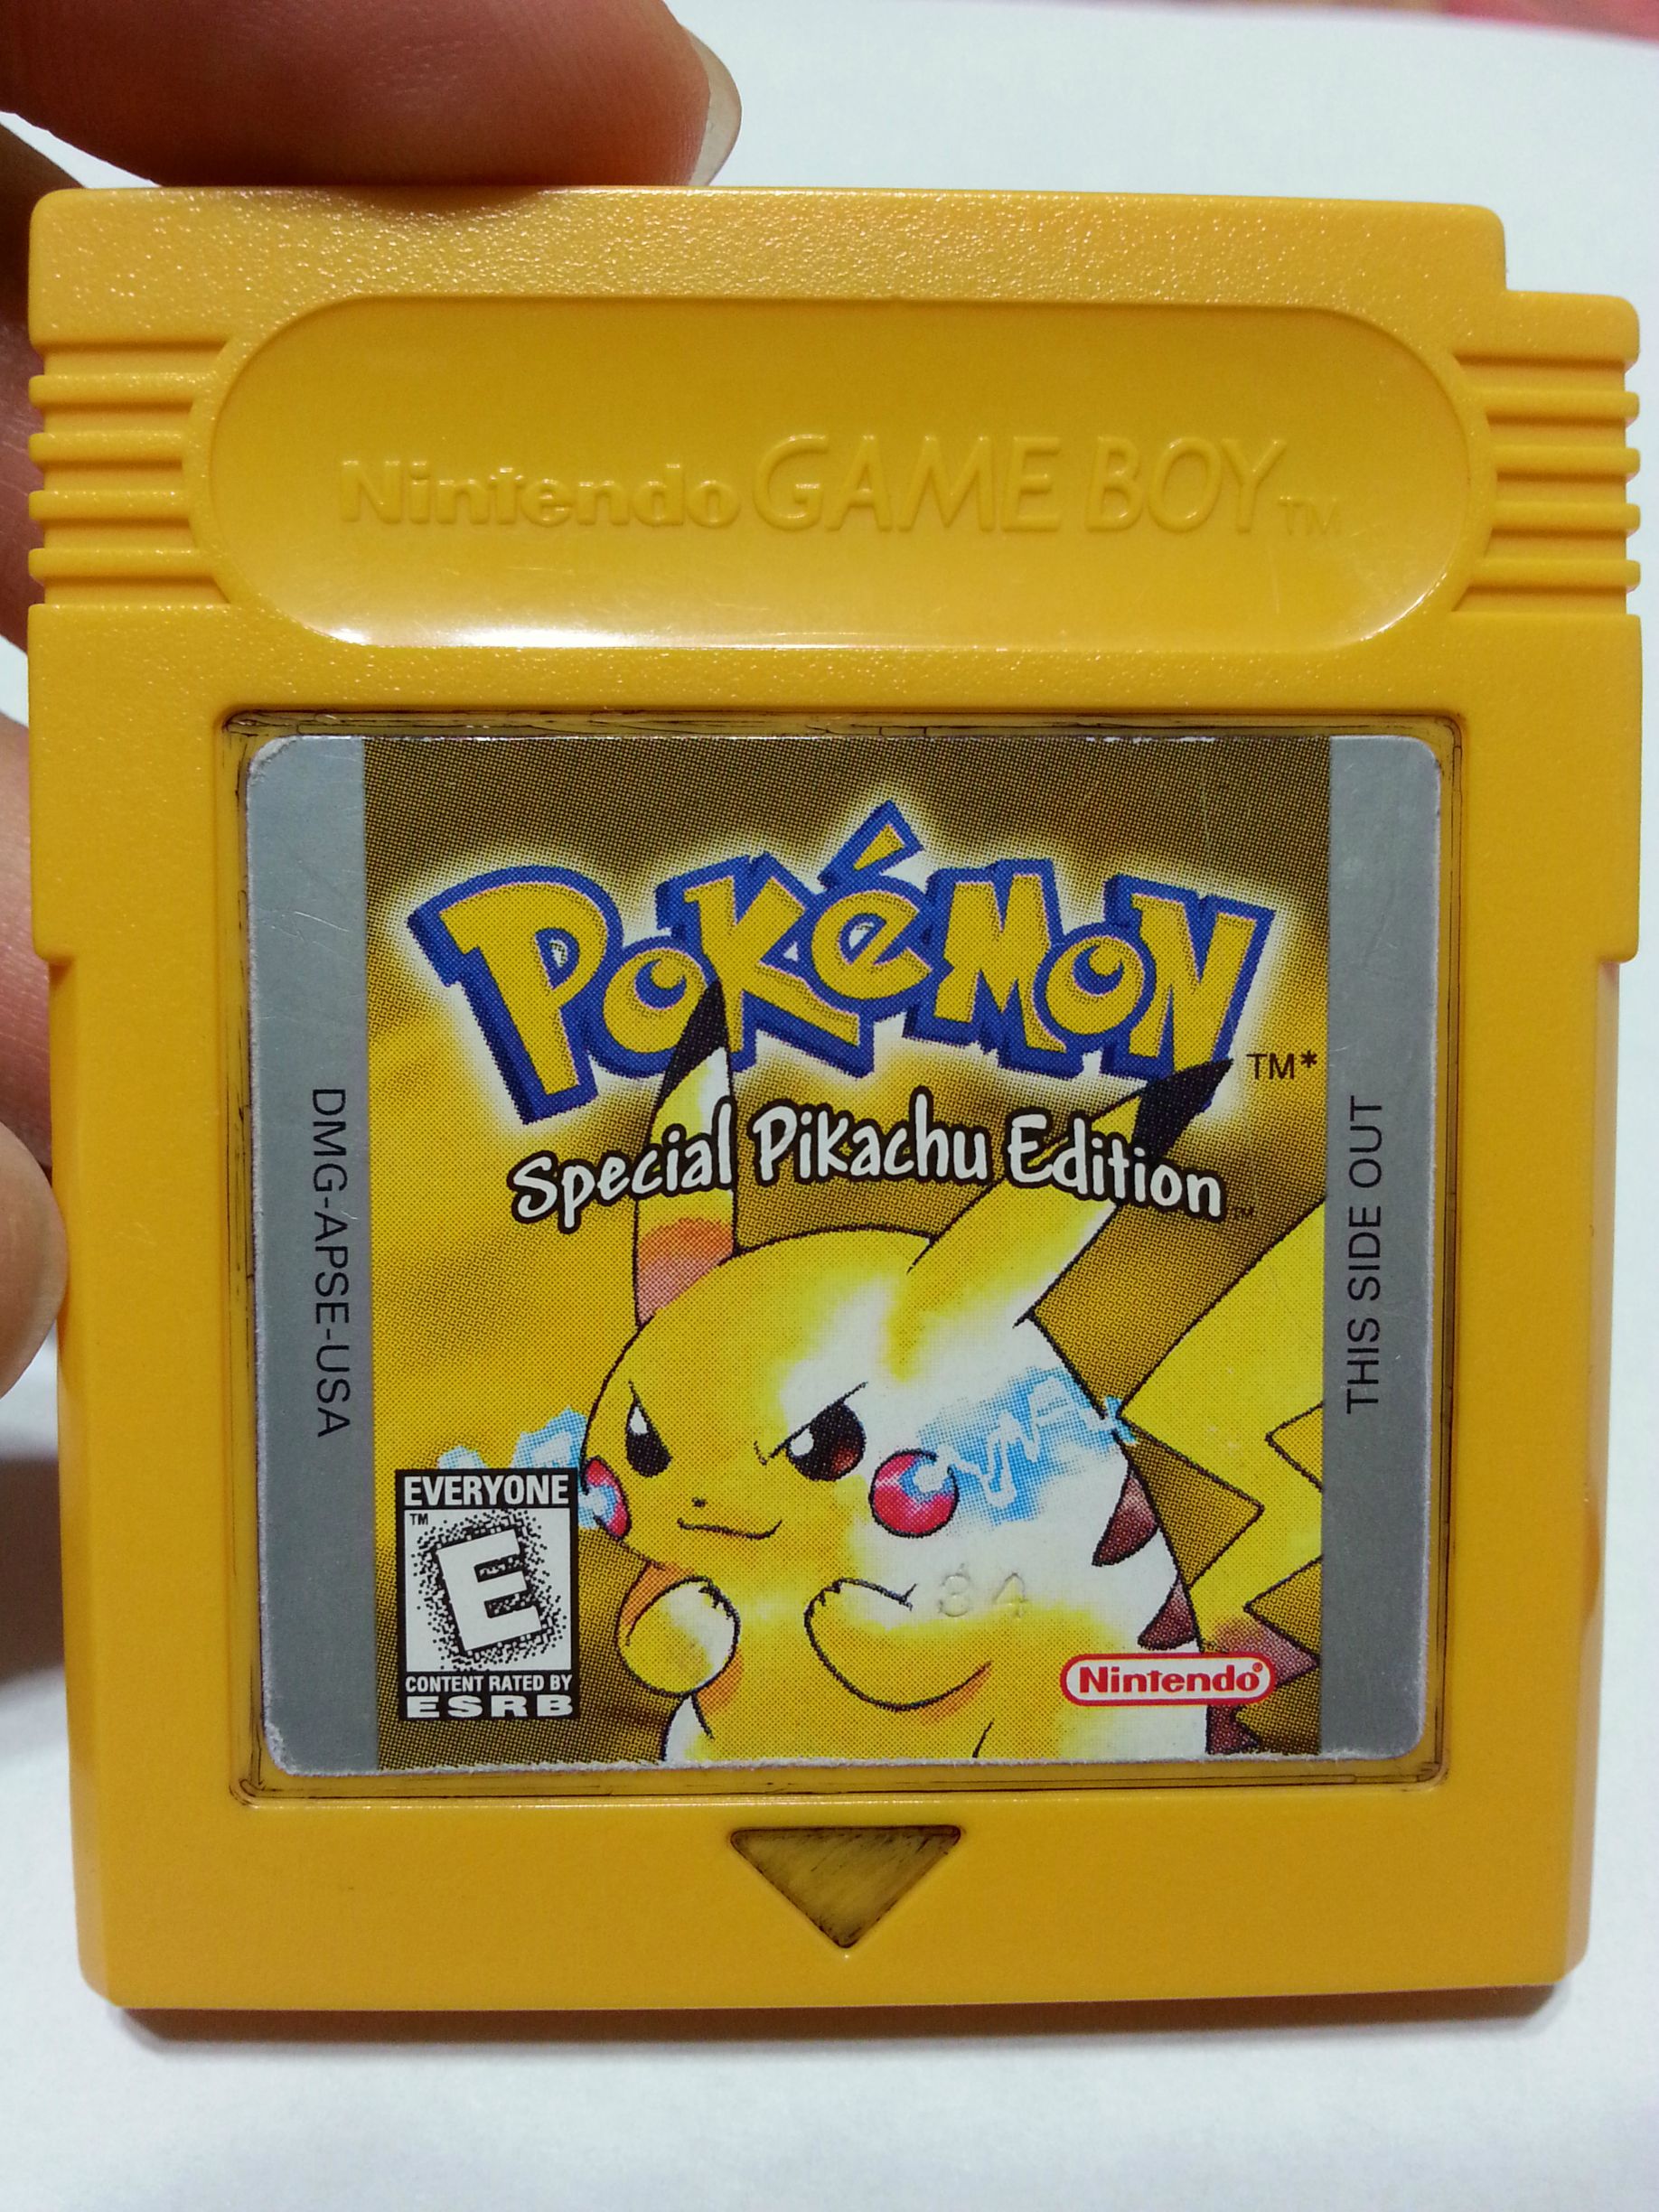 Nintendo GAME BOY TM
POKéMON
TM*
Special Pikachu Edition
TM
DMG-APSE-USA
THIS SIDE OUT
EVERYONE
TM
E
CONTENT RATED BY
ESRB
34
Nintendo®